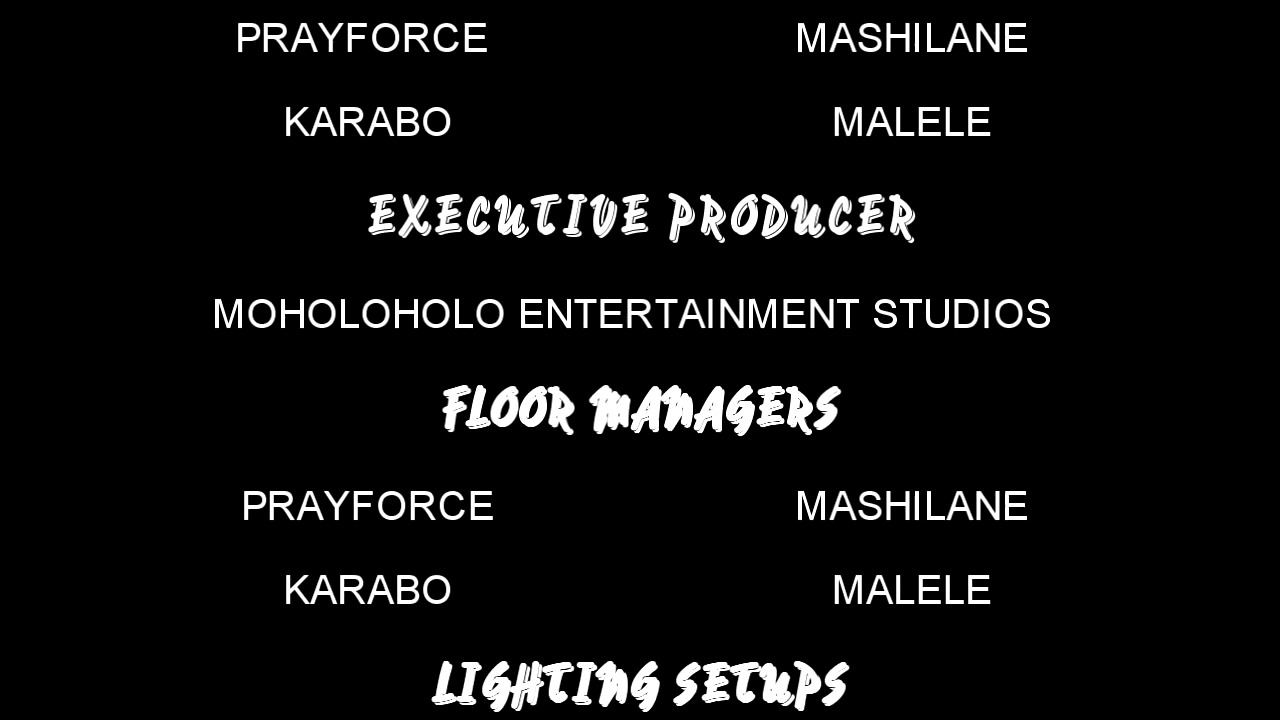 PRAYFORCE MASHILANE
KARABO MALELE
EXECUTIVE PRODUCER
MOHOLOHOLO ENTERTAINMENT STUDIOS
FLOOR MANAGERS
PRAYFORCE MASHILANE
KARABO MALELE
LIGHTING SETUPS